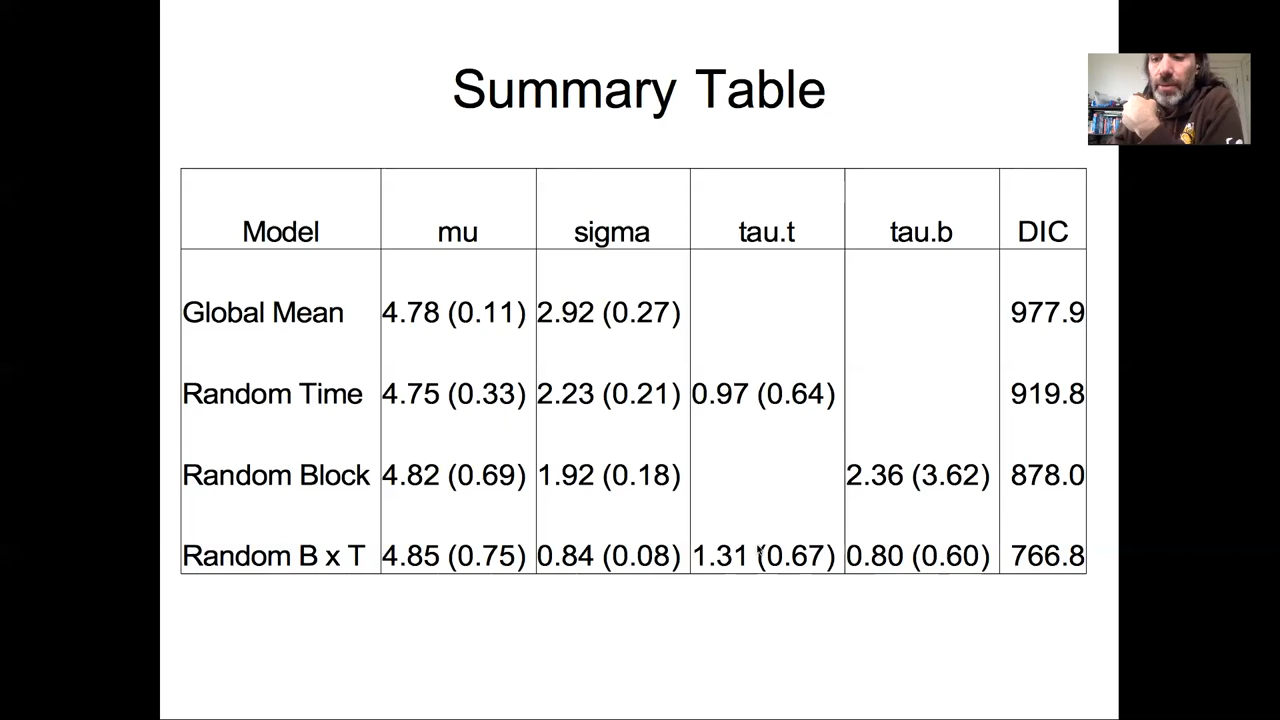 Summary Table
Model mu sigma tau.t tau.b DIC
Global Mean 4.78 (0.11) 2.92 (0.27) 977.9
Random Time 4.75 (0.33) 2.23 (0.21) 0.97 (0.64) 919.8
Random Block 4.82 (0.69) 1.92 (0.18) 2.36 (3.62) 878.0
Random B x T 4.85 (0.75) 0.84 (0.08) 1.31 (0.67) 0.80 (0.60) 766.8